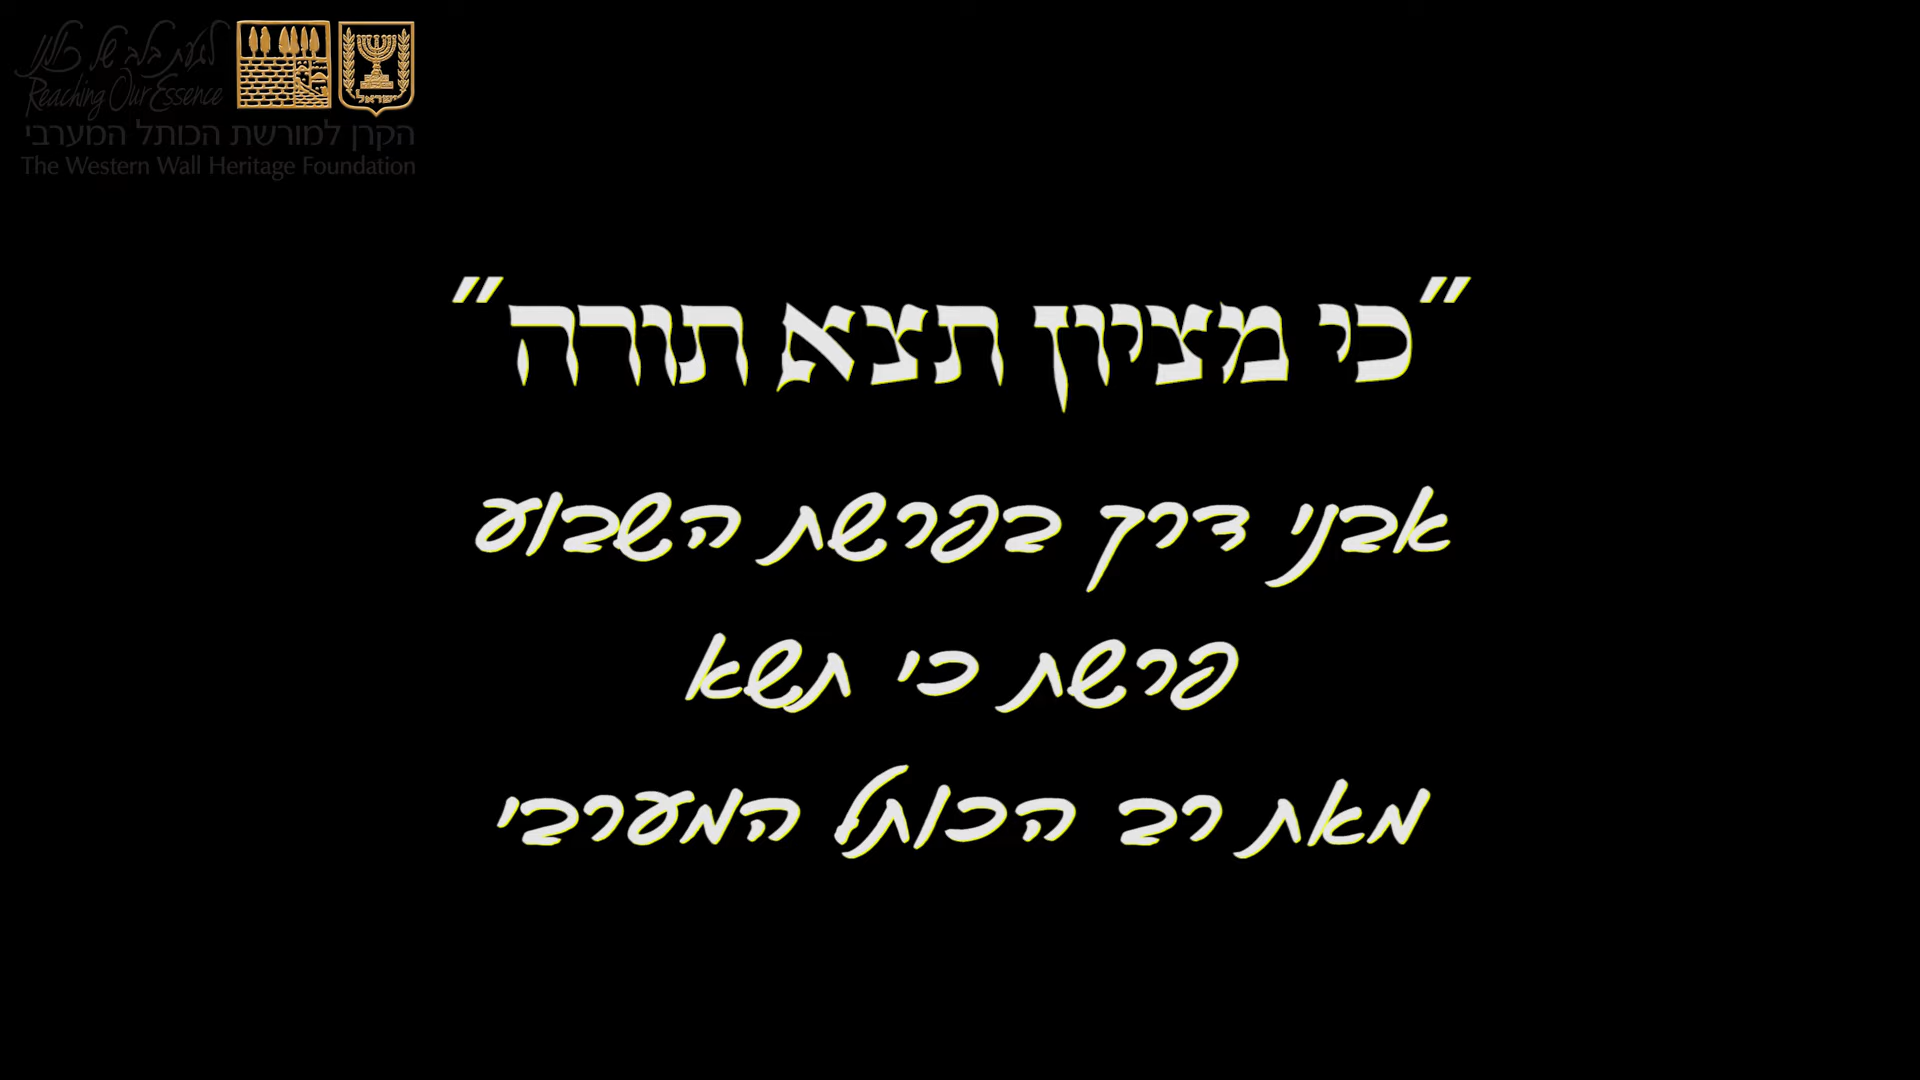 לגעת בלב של כולנו
Reaching Our Essence
ישראל
הקרן למורשת הכותל המערבי
The Western Wall Heritage Foundation
"כי מציון תצא תורה"
אבני דרך בפרשת השבוע
פרשת כי תשא
מאת רב הכותל המערבי